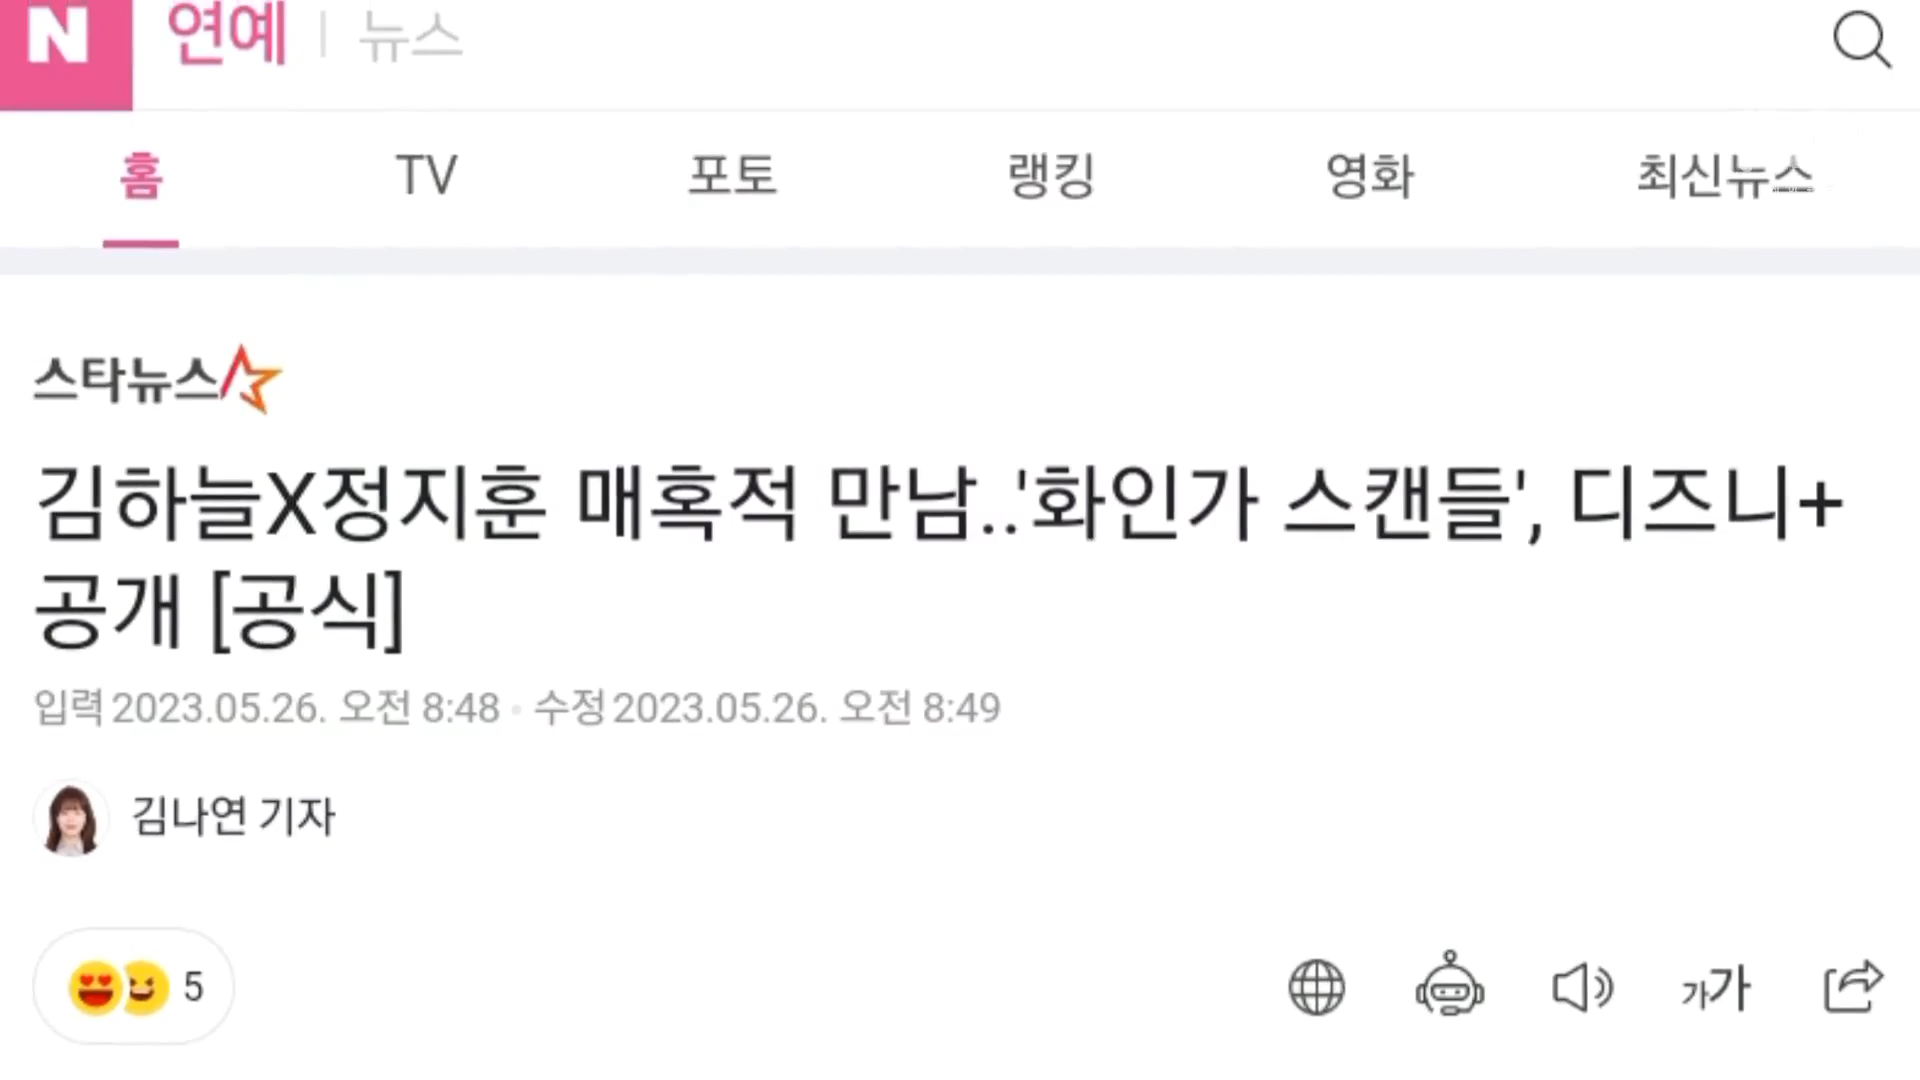 N 연예 뉴스
홈 TV 포토 랭킹 영화 최신뉴스
스타뉴스
김하늘X정지훈 매혹적 만남..'화인가 스캔들', 디즈니+
공개 [공식]
입력 2023.05.26. 오전 8:48 · 수정 2023.05.26. 오전 8:49
김나연 기자
5 가가